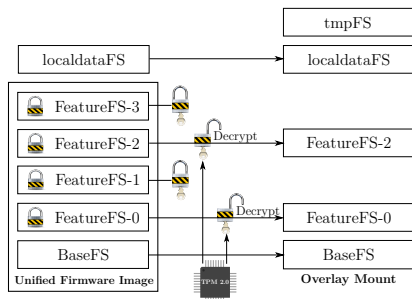 tmpFS
localdataFS
localdataFS
FeatureFS-3
Decrypt
FeatureFS-2
FeatureFS-2
FeatureFS-1
Decrypt
FeatureFS-0
FeatureFS-0
BaseFS
BaseFS
Unified Firmware Image
TPM 2.0
Overlay Mount